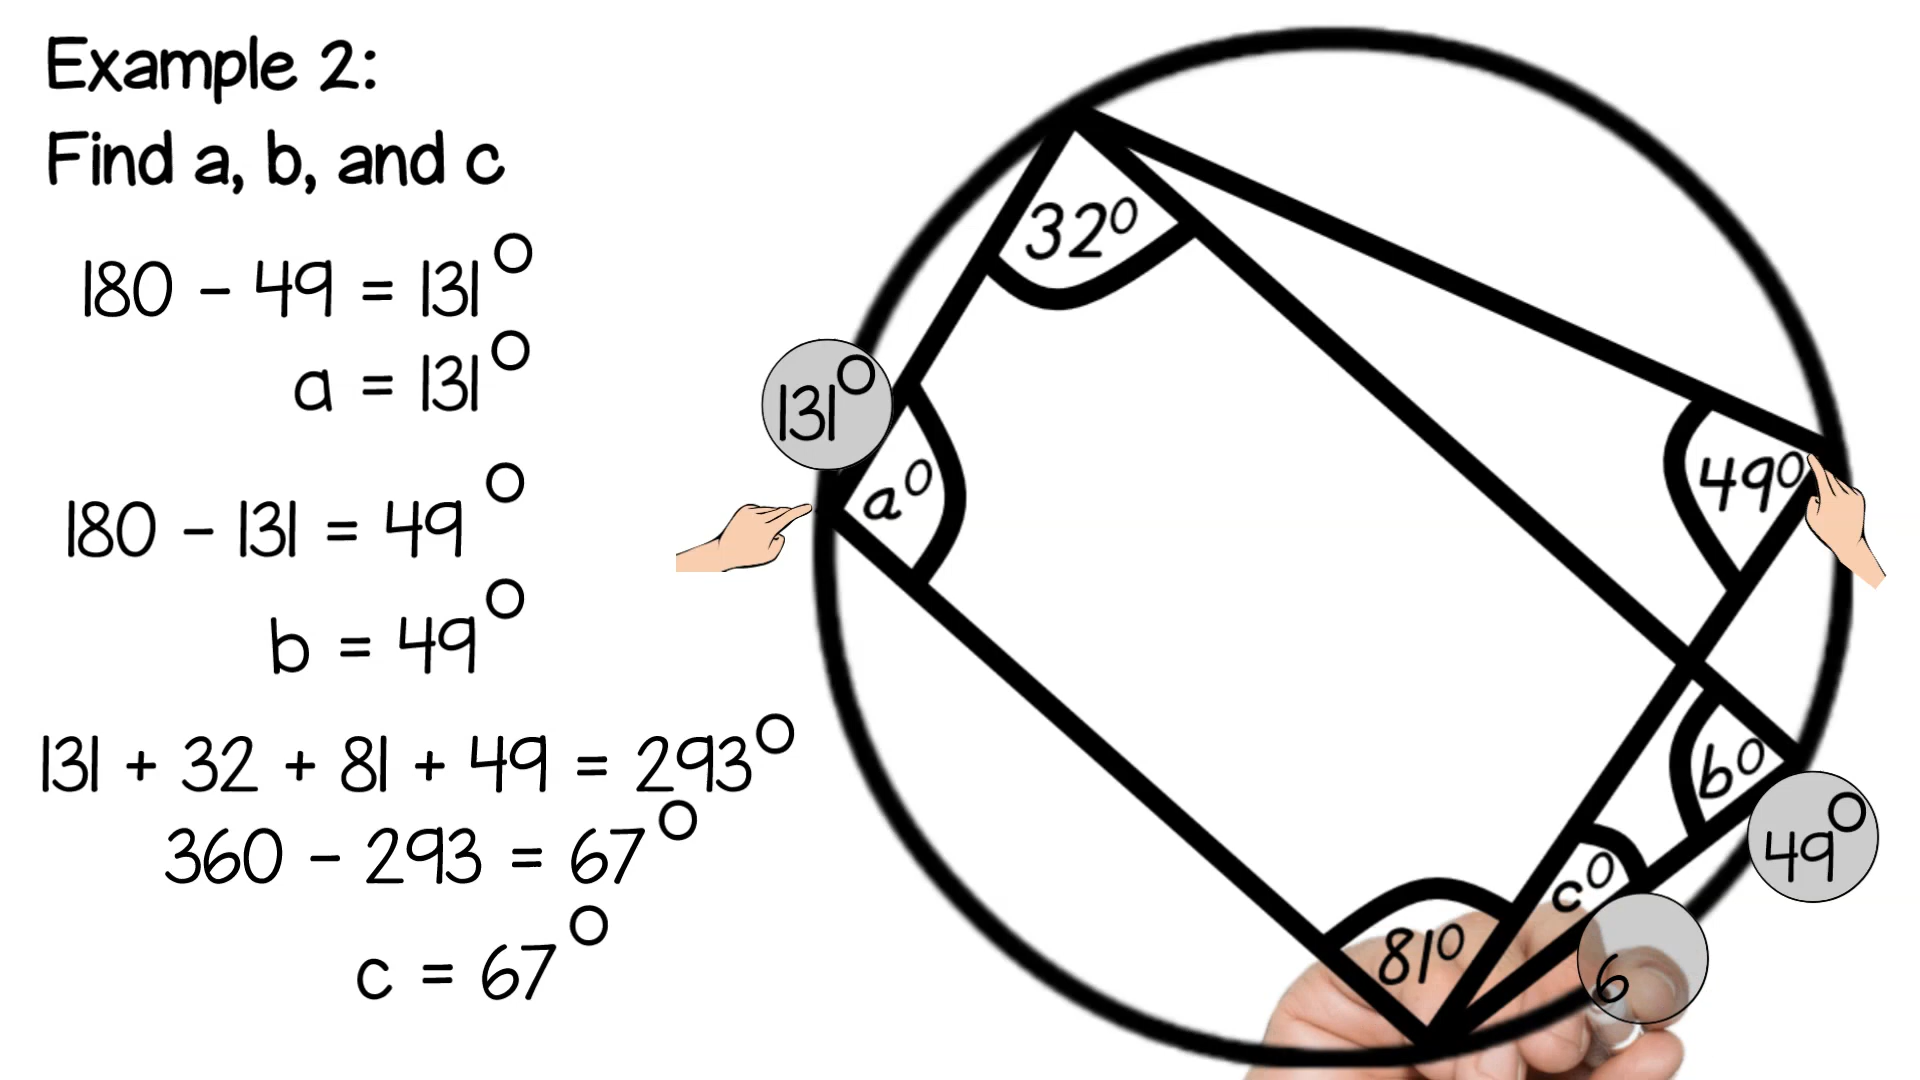 Example 2:
Find a, b, and c
180 - 49 = 131°
a = 131°
180 - 131 = 49°
b = 49°
131 + 32 + 81 + 49 = 293°
360 - 293 = 67°
c = 67°
32°
131°
a°
49°
b°
49°
c°
81°
6